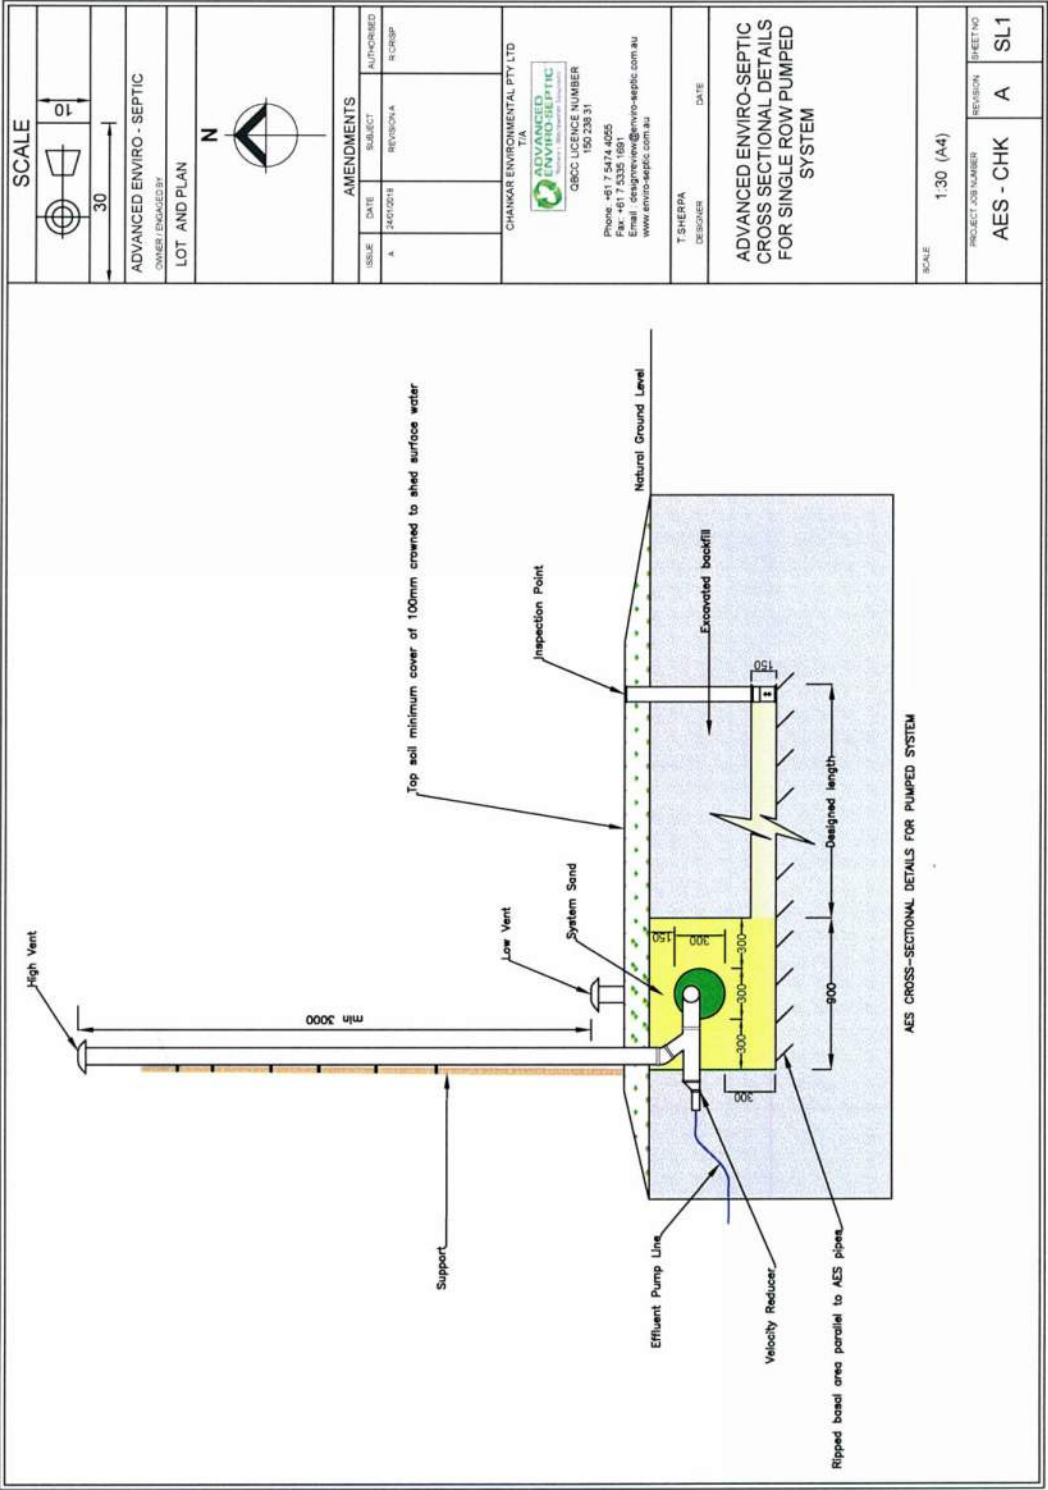 High Vent
min 3000
Low Vent
System Sand
Support
Top soil minimum cover of 100mm crowned to shed surface water
Inspection Point
Natural Ground Level
Excavated backfill
150
300
300
300
300
300
150
900
Designed length
Effluent Pump Line
Velocity Reducer
Ripped basal area parallel to AES pipes
AES CROSS-SECTIONAL DETAILS FOR PUMPED SYSTEM
SCALE
10
30
ADVANCED ENVIRO - SEPTIC
OWNER / ENGAGED BY
LOT AND PLAN
N
AMENDMENTS
ISSUE DATE SUBJECT AUTHORISED
A 24/01/2018 REVISION A R.CRISP
CHANKAR ENVIRONMENTAL PTY LTD
T/A
ADVANCED
ENVIRO-SEPTIC
QBCC LICENCE NUMBER
150 238 31
Phone: +61 7 5474 4055
Fax: +61 7 5335 1691
Email : designreview@enviro-septic.com.au
www.enviro-septic.com.au
T.SHERPA
DESIGNER DATE
ADVANCED ENVIRO-SEPTIC
CROSS SECTIONAL DETAILS
FOR SINGLE ROW PUMPED
SYSTEM
SCALE
1:30 (A4)
PROJECT JOB NUMBER REVISION SHEET NO
AES - CHK A SL1